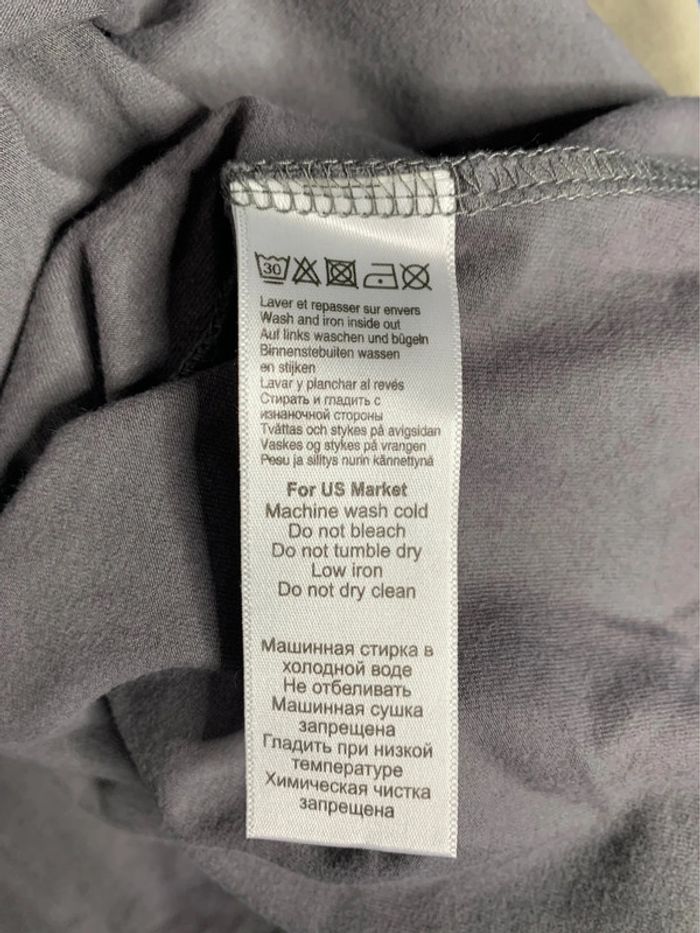 30
Laver et repasser sur envers
Wash and iron inside out
Auf links waschen und bügeln
Binnenstebuiten wassen
en stijken
Lavar y planchar al revés
Стирать и гладить с
изнаночной стороны
Tvättas och stykes på avigsidan
Vaskes og stykes på vrangen
Pesu ja silitys nurin kännettynä
For US Market
Machine wash cold
Do not bleach
Do not tumble dry
Low iron
Do not dry clean
Машинная стирка в
холодной воде
Не отбеливать
Машинная сушка
запрещена
Гладить при низкой
температуре
Химическая чистка
запрещена